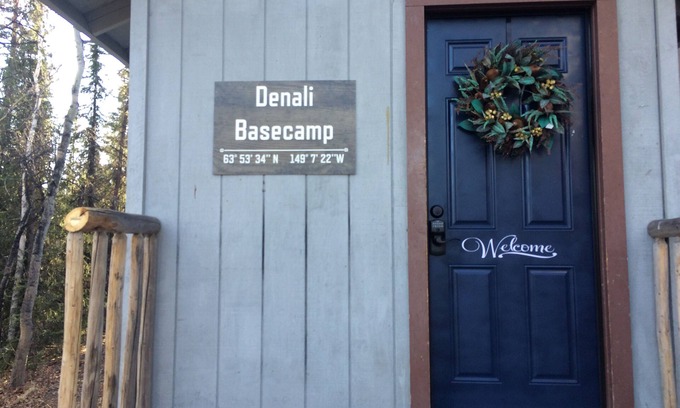 Denali
Basecamp
63° 53' 34" N 149° 7' 22" W
Welcome